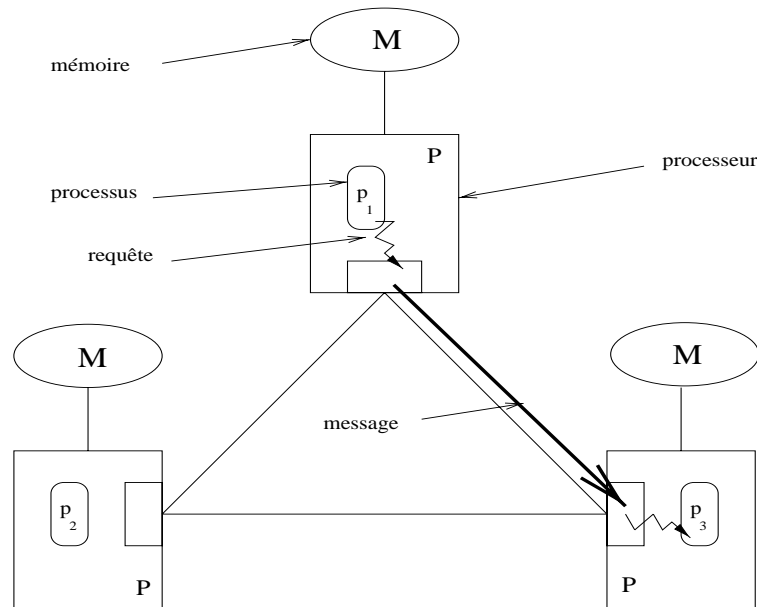 M
mémoire
P
processeur
processus
p1
requête
M
M
message
p2
p3
P
P